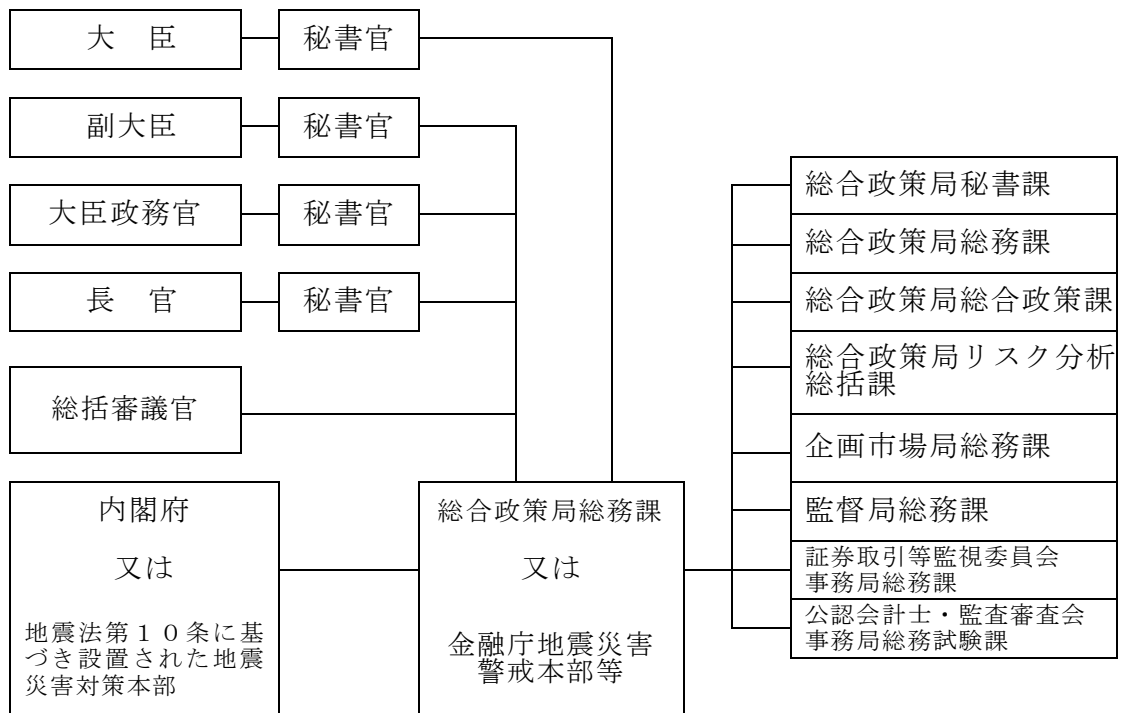 大　臣
秘書官
副大臣
秘書官
大臣政務官
秘書官
長　官
秘書官
総括審議官
内閣府
又は
地震法第１０条に基
づき設置された地震
災害対策本部
総合政策局総務課
又は
金融庁地震災害
警戒本部等
総合政策局秘書課
総合政策局総務課
総合政策局総合政策課
総合政策局リスク分析
総括課
企画市場局総務課
監督局総務課
証券取引等監視委員会
事務局総務課
公認会計士・監査審査会
事務局総務試験課